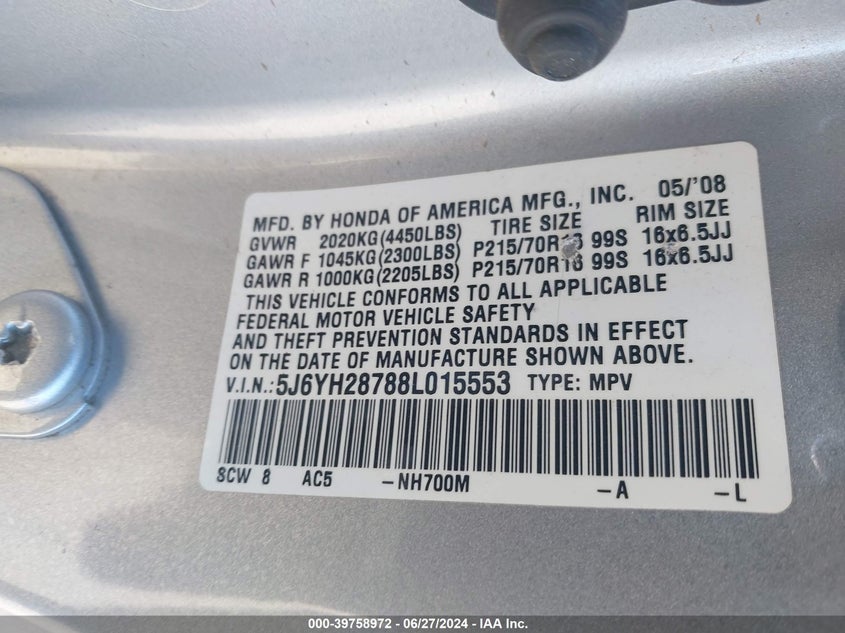 MFD. BY HONDA OF AMERICA MFG., INC. 05/'08
GVWR 2020KG(4450LBS) TIRE SIZE RIM SIZE
GAWR F 1045KG(2300LBS) P215/70R16 99S 16x6.5JJ
GAWR R 1000KG(2205LBS) P215/70R16 99S 16x6.5JJ
THIS VEHICLE CONFORMS TO ALL APPLICABLE
FEDERAL MOTOR VEHICLE SAFETY
AND THEFT PREVENTION STANDARDS IN EFFECT
ON THE DATE OF MANUFACTURE SHOWN ABOVE.
V.I.N.: 5J6YH28788L015553 TYPE: MPV
SCW 8 AC5 -NH700M -A -L
000-39758972 - 06/27/2024 - IAA Inc.